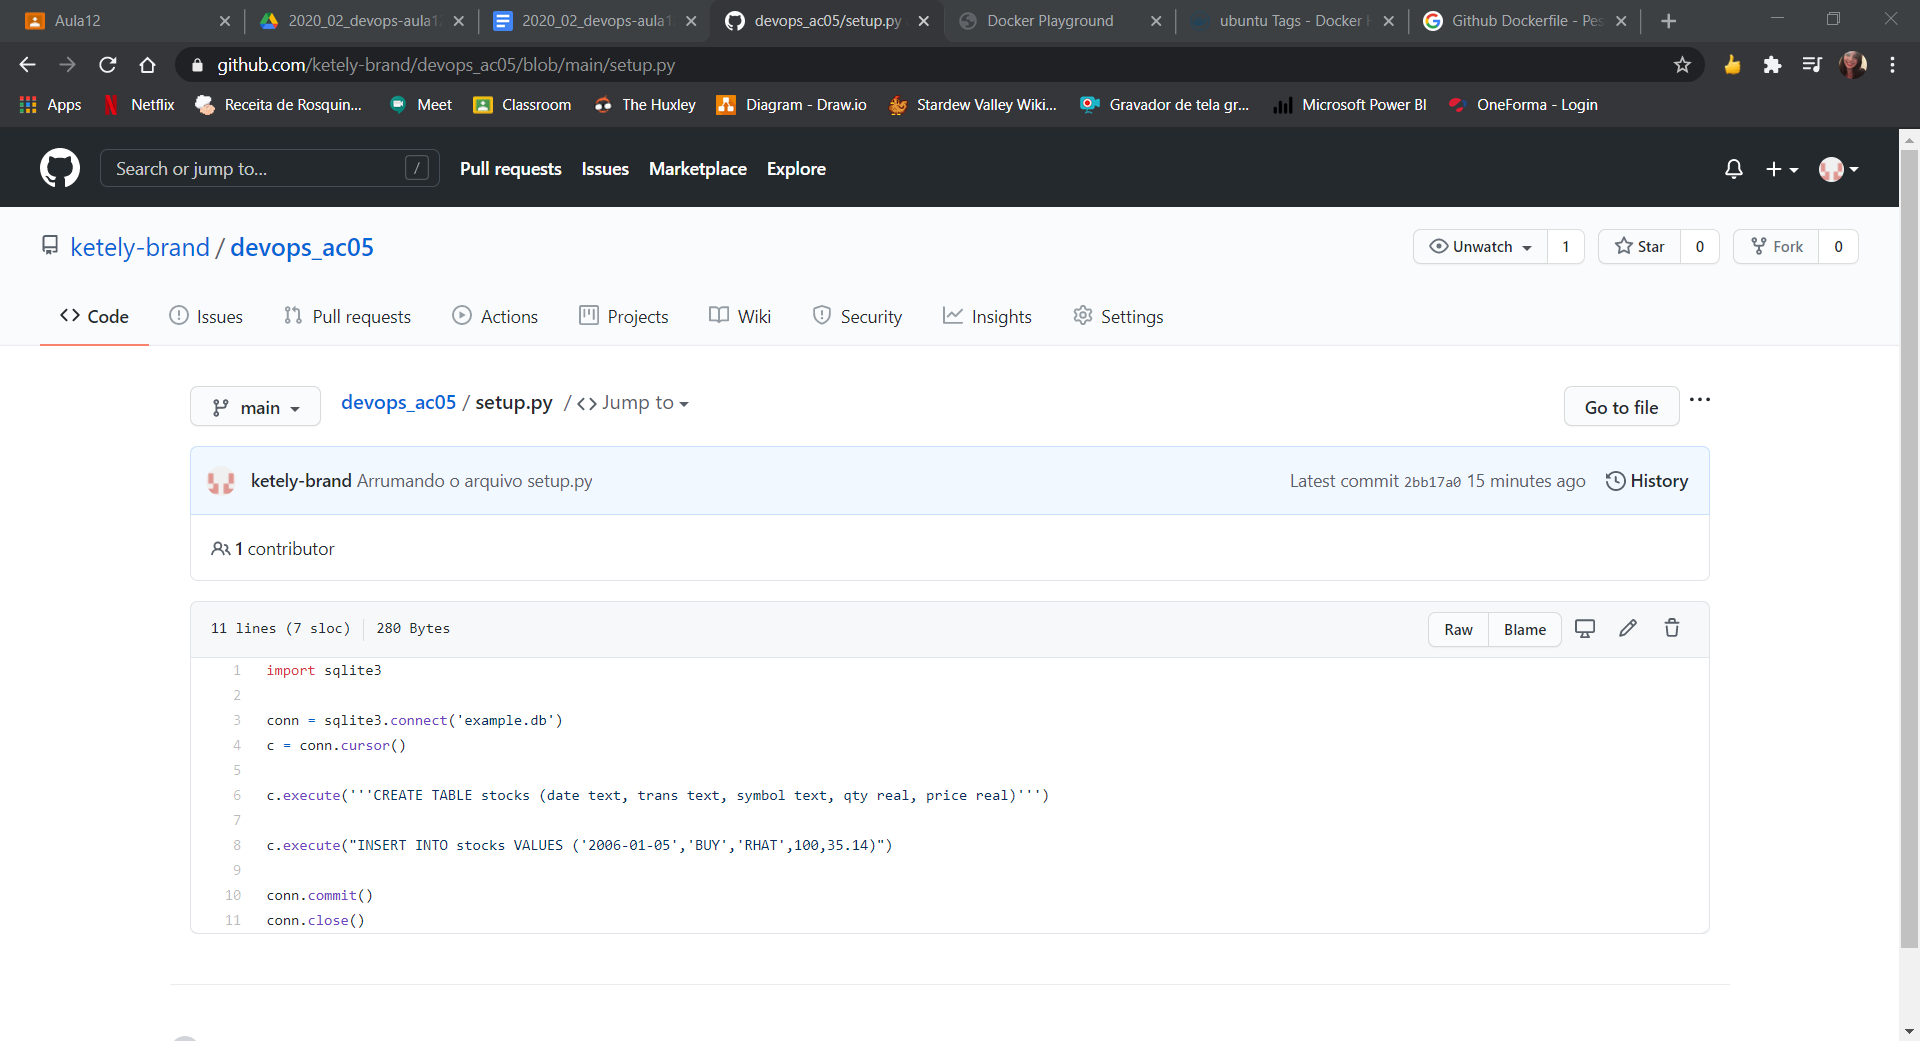 Aula12
2020_02_devops-aula12
2020_02_devops-aula1
devops_ac05/setup.py
Docker Playground
ubuntu Tags - Docker
Github Dockerfile - Pes
github.com/ketely-brand/devops_ac05/blob/main/setup.py
Apps
Netflix
Receita de Rosquin...
Meet
Classroom
The Huxley
Diagram - Draw.io
Stardew Valley Wiki...
Gravador de tela gr...
Microsoft Power BI
OneForma - Login
Search or jump to...
/
Pull requests
Issues
Marketplace
Explore
ketely-brand / devops_ac05
Unwatch 1
Star 0
Fork 0
Code
Issues
Pull requests
Actions
Projects
Wiki
Security
Insights
Settings
main
devops_ac05 / setup.py / <> Jump to
Go to file
ketely-brand Arrumando o arquivo setup.py
Latest commit 2bb17a0 15 minutes ago
History
1 contributor
11 lines (7 sloc) 280 Bytes
Raw
Blame
1 import sqlite3
2
3 conn = sqlite3.connect('example.db')
4 c = conn.cursor()
5
6 c.execute('''CREATE TABLE stocks (date text, trans text, symbol text, qty real, price real)''')
7
8 c.execute("INSERT INTO stocks VALUES ('2006-01-05','BUY','RHAT',100,35.14)")
9
10 conn.commit()
11 conn.close()